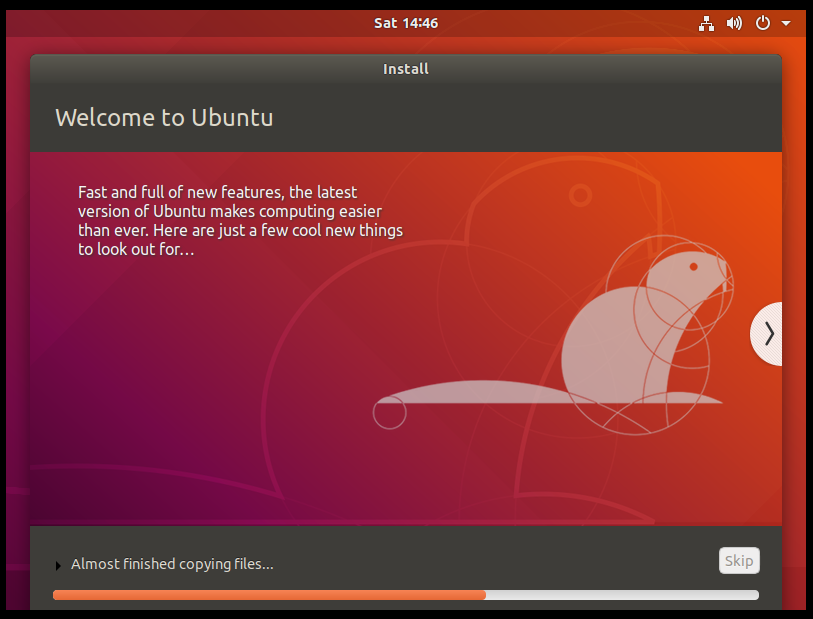 Sat 14:46
Install
Welcome to Ubuntu
Fast and full of new features, the latest
version of Ubuntu makes computing easier
than ever. Here are just a few cool new things
to look out for…
Almost finished copying files...
Skip